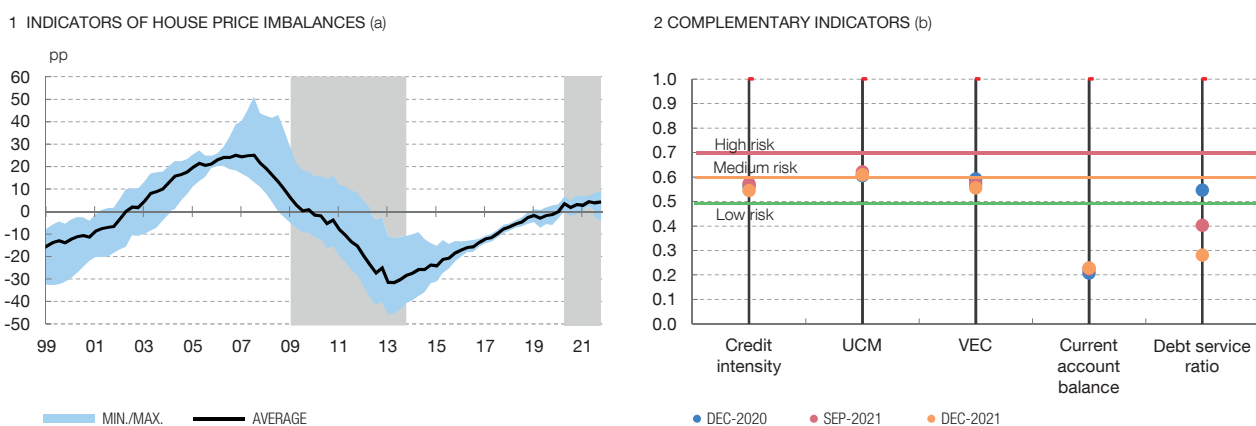 1 INDICATORS OF HOUSE PRICE IMBALANCES (a)
pp
60
50
40
30
20
10
0
-10
-20
-30
-40
-50
99 01 03 05 07 09 11 13 15 17 19 21
MIN./MAX. AVERAGE
2 COMPLEMENTARY INDICATORS (b)
1.0
0.9
0.8
0.7
0.6
0.5
0.4
0.3
0.2
0.1
0.0
High risk
Medium risk
Low risk
Credit
intensity
UCM
VEC
Current
account
balance
Debt service
ratio
DEC-2020 SEP-2021 DEC-2021